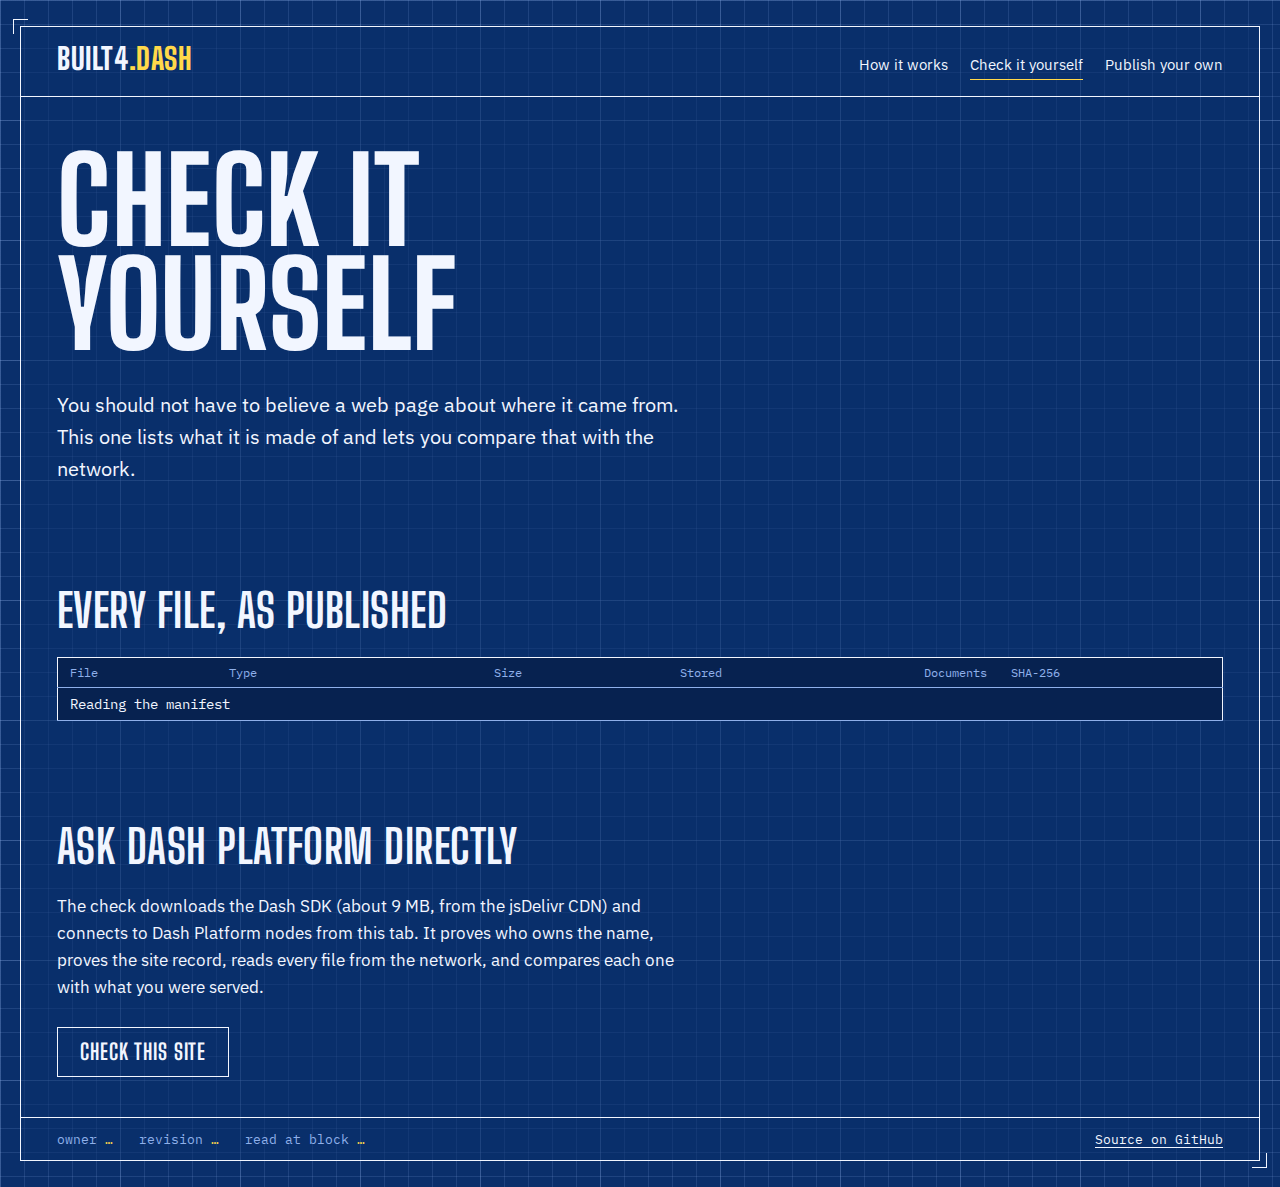 BUILT4.DASH
How it works Check it yourself Publish your own
CHECK IT
YOURSELF
You should not have to believe a web page about where it came from.
This one lists what it is made of and lets you compare that with the
network.
EVERY FILE, AS PUBLISHED
File Type Size Stored Documents SHA-256
Reading the manifest
ASK DASH PLATFORM DIRECTLY
The check downloads the Dash SDK (about 9 MB, from the jsDelivr CDN) and
connects to Dash Platform nodes from this tab. It proves who owns the name,
proves the site record, reads every file from the network, and compares each one
with what you were served.
CHECK THIS SITE
owner … revision … read at block … Source on GitHub